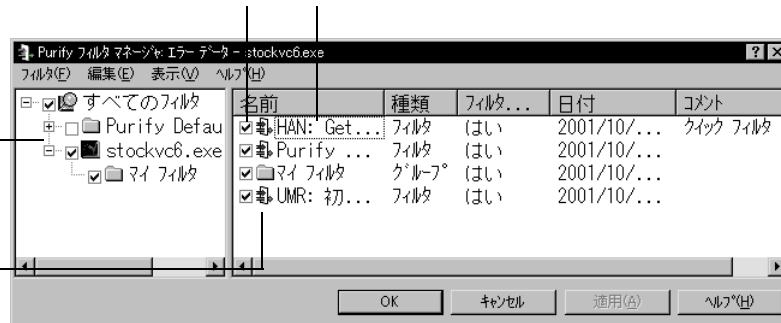 Purify ﾌｨﾙﾀ ﾏﾈｰｼﾞｬ: ｴﾗｰ ﾃﾞｰﾀ - stockvc6.exe
ﾌｨﾙﾀ(F) 編集(E) 表示(V) ﾍﾙﾌﾟ(H)
すべてのﾌｨﾙﾀ
Purify Defau
stockvc6.exe
ﾏｲ ﾌｨﾙﾀ
名前 種類 ﾌｨﾙﾀ... 日付 ｺﾒﾝﾄ
HAN: Get... ﾌｨﾙﾀ はい 2001/10/... ｸｲｯｸ ﾌｨﾙﾀ
Purify ... ﾌｨﾙﾀ はい 2001/10/...
ﾏｲ ﾌｨﾙﾀ ｸﾞﾙｰﾌﾟ はい 2001/10/...
UMR: 初... ﾌｨﾙﾀ はい 2001/10/...
OK ｷｬﾝｾﾙ 適用(A) ﾍﾙﾌﾟ(H)